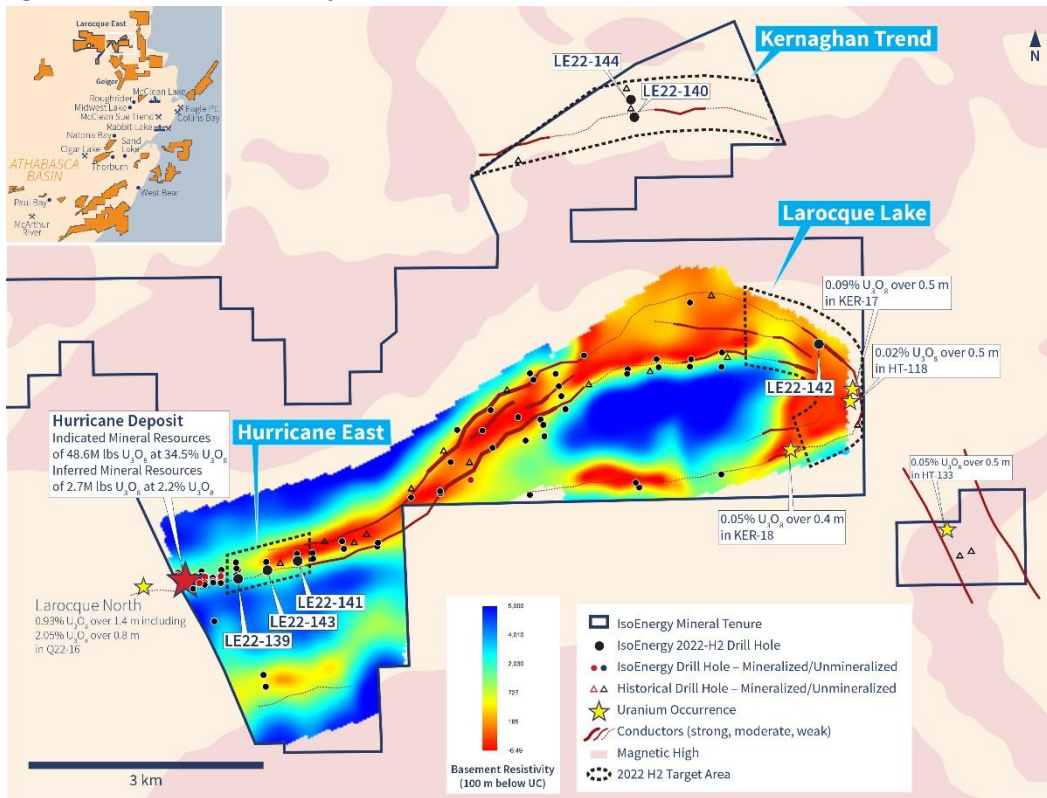 Larocque East
Geiger
McClean Lake
Roughrider
Midwest Lake
McClean Sue Trend
Eagle Pt.
Collins Bay
Rabbit Lake
Natona Bay
Sand
Lake
Cigar Lake
Thorburn
ATHABASCA
BASIN
West Bear
Paul Bay
McArthur
River
N
Kernaghan Trend
LE22-144
LE22-140
Larocque Lake
0.09% U3O8 over 0.5 m
in KER-17
0.02% U3O8 over 0.5 m
in HT-118
LE22-142
Hurricane Deposit
Indicated Mineral Resources
of 48.6M lbs U3O8 at 34.5% U3O8
Inferred Mineral Resources
of 2.7M lbs U3O8 at 2.2% U3O8
Hurricane East
0.05% U3O8 over 0.5 m
in HT-133
0.05% U3O8 over 0.4 m
in KER-18
Larocque North
0.93% U3O8 over 1.4 m including
2.05% U3O8 over 0.8 m
in Q22-16
LE22-141
LE22-143
LE22-139
5,000
4,010
2,030
727
185
-6.49
Basement Resistivity
(100 m below UC)
IsoEnergy Mineral Tenure
IsoEnergy 2022-H2 Drill Hole
IsoEnergy Drill Hole – Mineralized/Unmineralized
Historical Drill Hole – Mineralized/Unmineralized
Uranium Occurrence
Conductors (strong, moderate, weak)
Magnetic High
2022 H2 Target Area
3 km